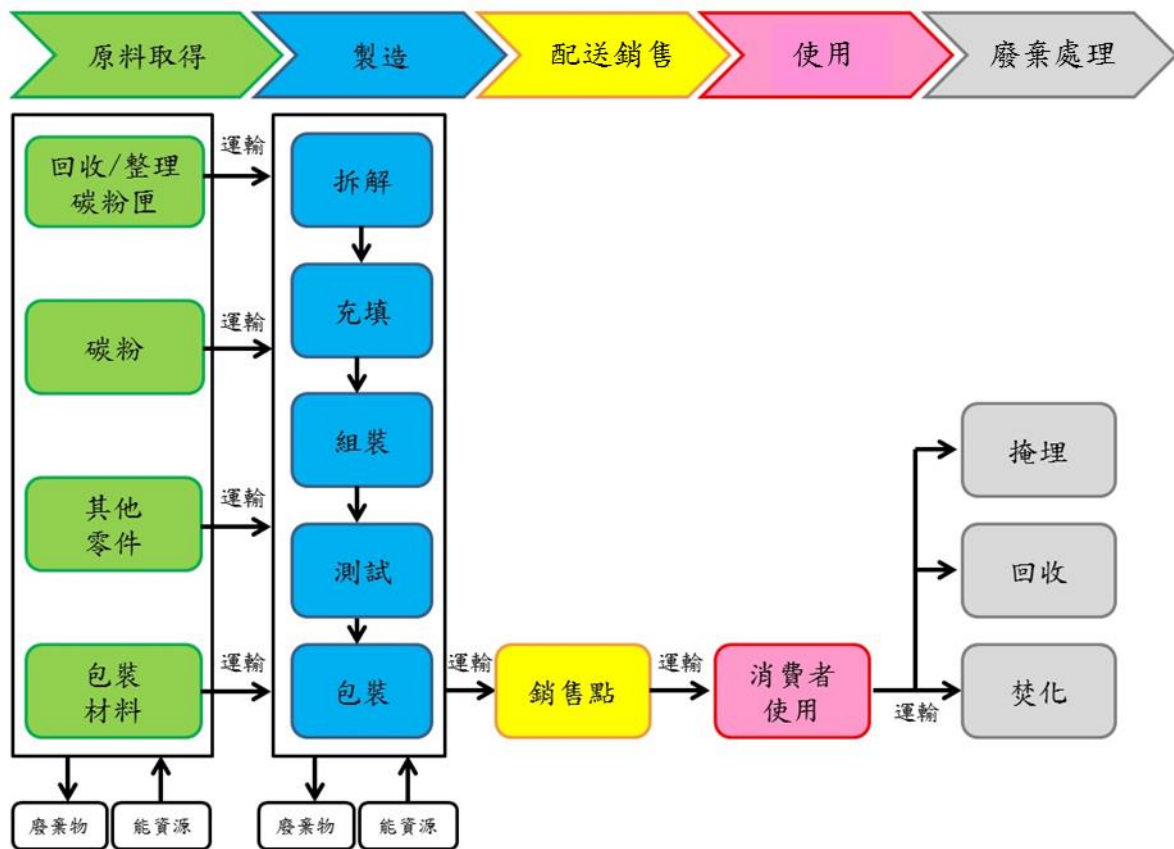 原料取得
製造
配送銷售
使用
廢棄處理
回收/整理
碳粉匣
運輸
拆解
碳粉
運輸
充填
組裝
其他
零件
運輸
測試
包裝
材料
運輸
包裝
運輸
銷售點
運輸
消費者
使用
運輸
掩埋
回收
焚化
廢棄物
能資源
廢棄物
能資源